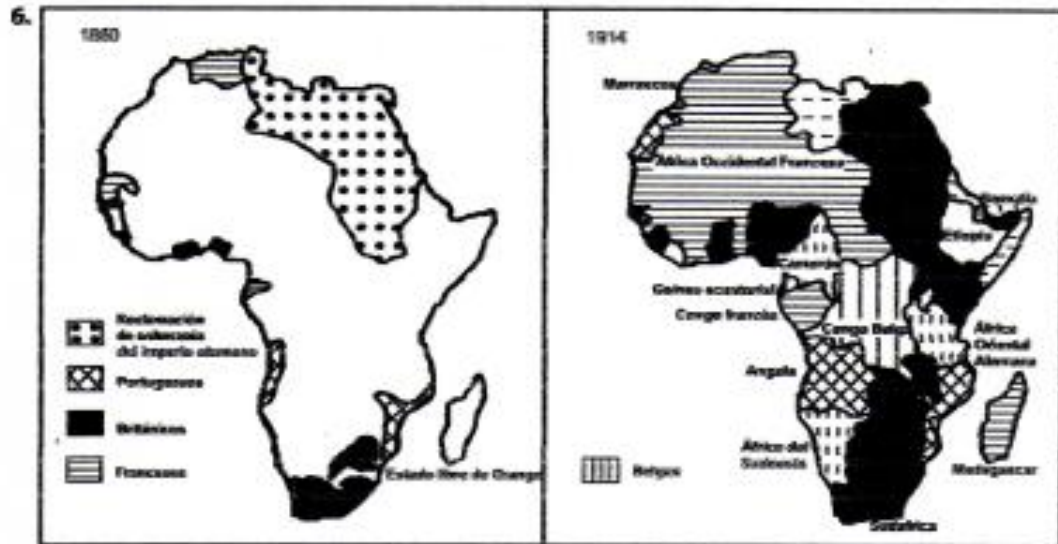 6.
1880
Reclamación
de soberanía
del imperio otomano
Portugueses
Británicos
Franceses
Estado libre de Orange
1914
Marruecos
África Occidental Francesa
Somalia
Etiopía
Camerún
Guinea ecuatorial
Congo francés
Congo Belga
África
Oriental
Alemana
Angola
África del
Sudoeste
Belgas
Madagascar
Sudáfrica